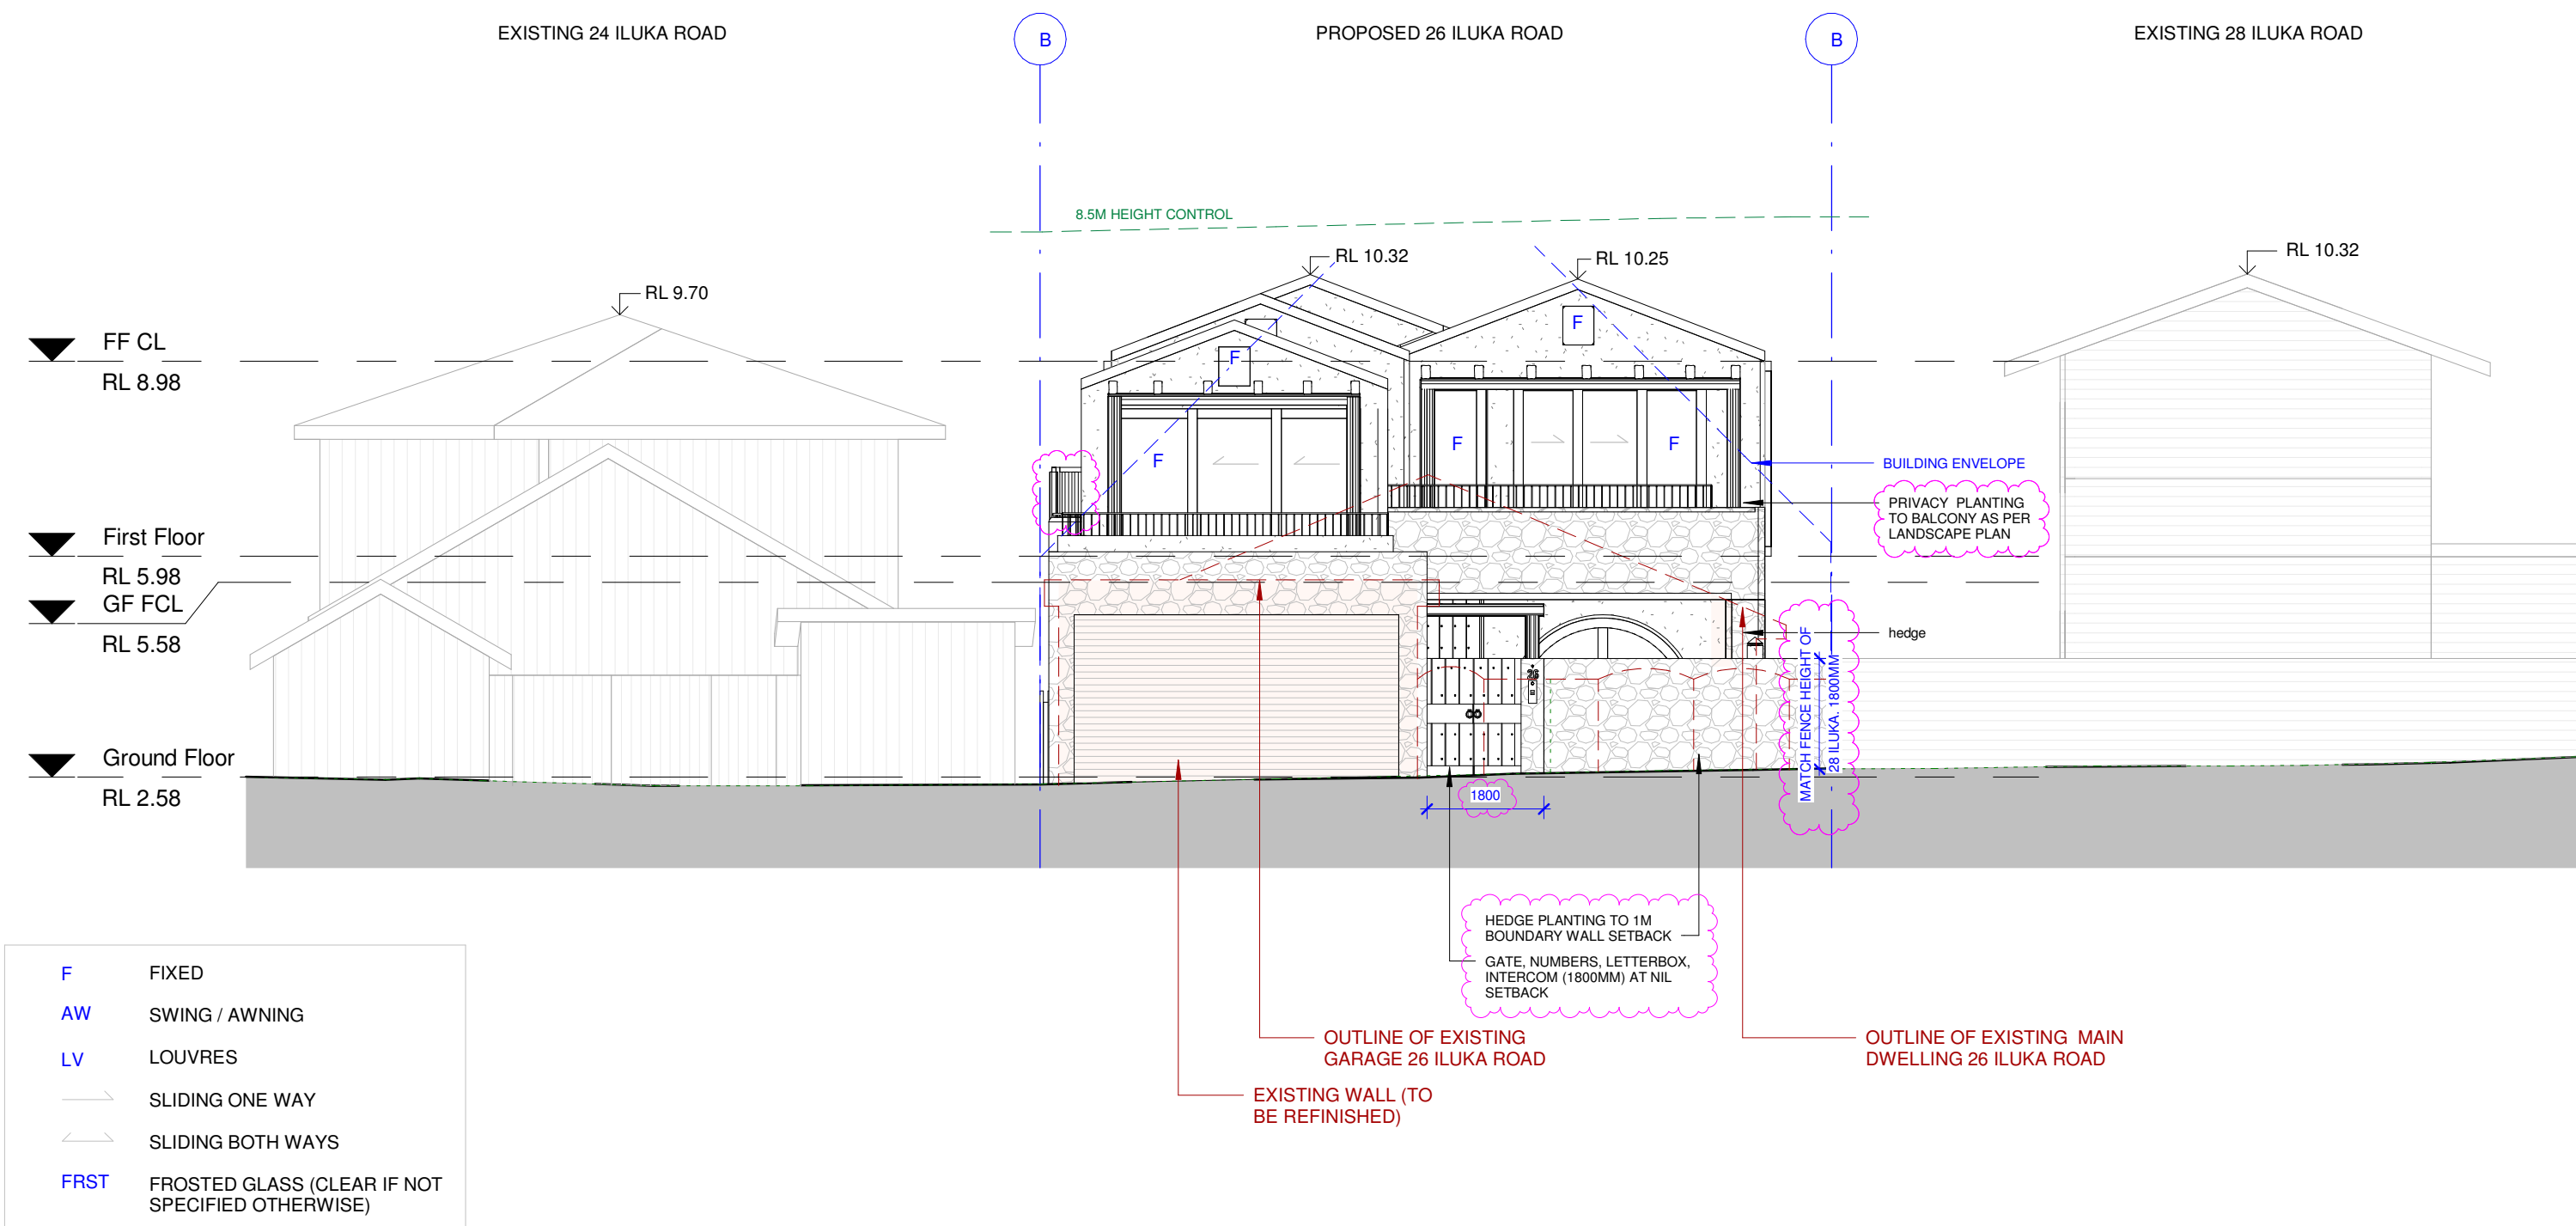 EXISTING 24 ILUKA ROAD
B
PROPOSED 26 ILUKA ROAD
B
EXISTING 28 ILUKA ROAD
8.5M HEIGHT CONTROL
RL 10.32
RL 10.25
RL 10.32
RL 9.70
FF CL
RL 8.98
F
F
F
F
F
BUILDING ENVELOPE
PRIVACY PLANTING
TO BALCONY AS PER
LANDSCAPE PLAN
First Floor
RL 5.98
GF FCL
RL 5.58
hedge
MATCH FENCE HEIGHT OF
28 ILUKA. 1800MM
26
Ground Floor
RL 2.58
1800
HEDGE PLANTING TO 1M
BOUNDARY WALL SETBACK
GATE, NUMBERS, LETTERBOX,
INTERCOM (1800MM) AT NIL
SETBACK
OUTLINE OF EXISTING
GARAGE 26 ILUKA ROAD
OUTLINE OF EXISTING MAIN
DWELLING 26 ILUKA ROAD
EXISTING WALL (TO
BE REFINISHED)
F FIXED
AW SWING / AWNING
LV LOUVRES
SLIDING ONE WAY
SLIDING BOTH WAYS
FRST FROSTED GLASS (CLEAR IF NOT
SPECIFIED OTHERWISE)